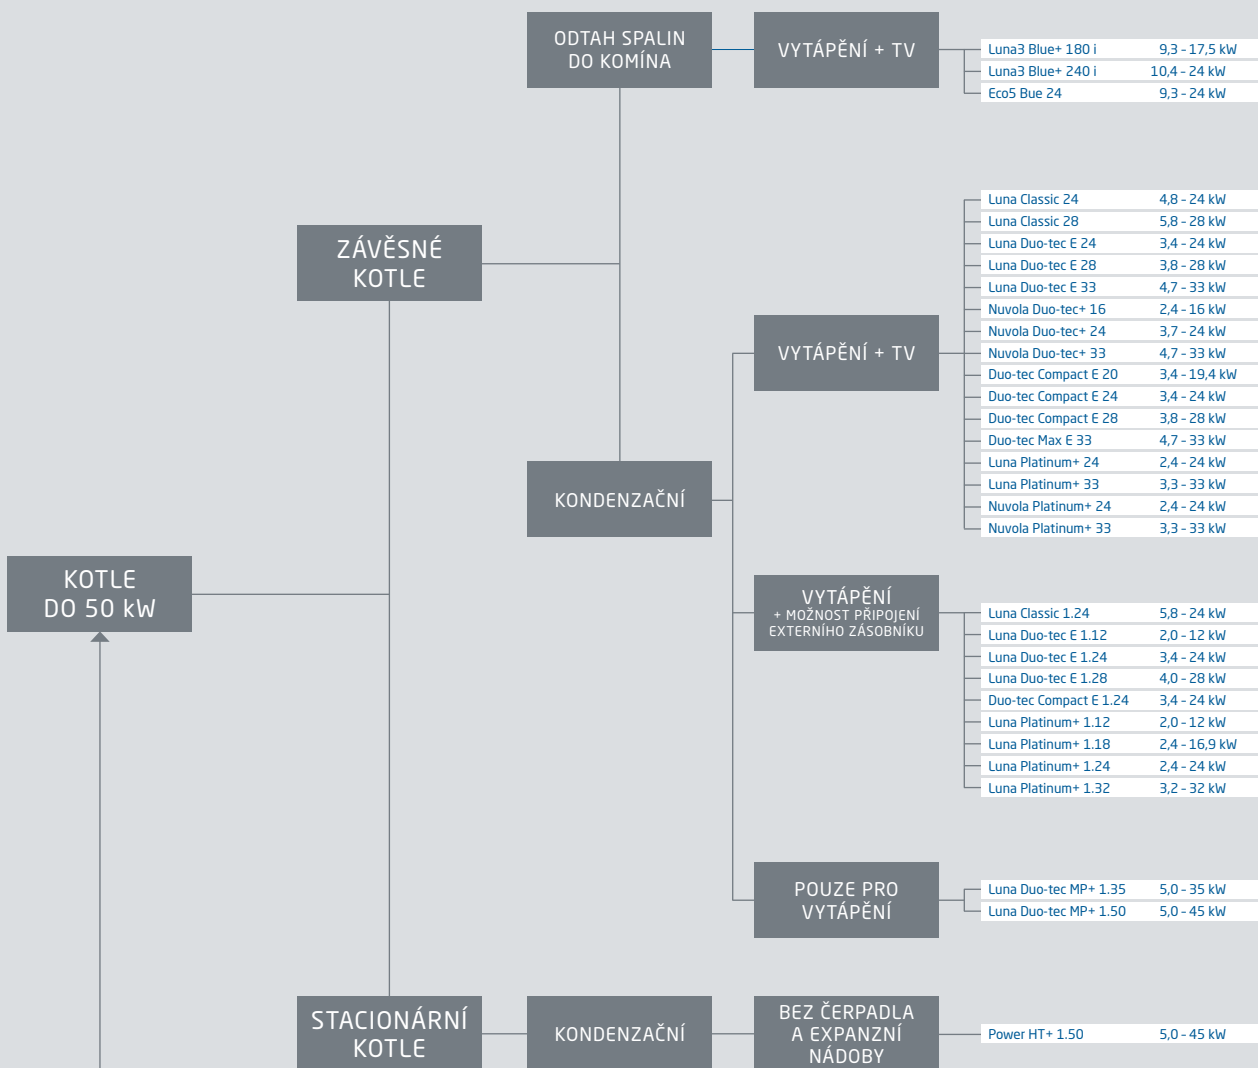 ODTAH SPALIN
DO KOMÍNA
VYTÁPĚNÍ + TV
Luna3 Blue+ 180 i 9,3 - 17,5 kW
Luna3 Blue+ 240 i 10,4 - 24 kW
Eco5 Bue 24 9,3 - 24 kW
ZÁVĚSNÉ
KOTLE
KONDENZAČNÍ
VYTÁPĚNÍ + TV
Luna Classic 24 4,8 - 24 kW
Luna Classic 28 5,8 - 28 kW
Luna Duo-tec E 24 3,4 - 24 kW
Luna Duo-tec E 28 3,8 - 28 kW
Luna Duo-tec E 33 4,7 - 33 kW
Nuvola Duo-tec+ 16 2,4 - 16 kW
Nuvola Duo-tec+ 24 3,7 - 24 kW
Nuvola Duo-tec+ 33 4,7 - 33 kW
Duo-tec Compact E 20 3,4 - 19,4 kW
Duo-tec Compact E 24 3,4 - 24 kW
Duo-tec Compact E 28 3,8 - 28 kW
Duo-tec Max E 33 4,7 - 33 kW
Luna Platinum+ 24 2,4 - 24 kW
Luna Platinum+ 33 3,3 - 33 kW
Nuvola Platinum+ 24 2,4 - 24 kW
Nuvola Platinum+ 33 3,3 - 33 kW
KOTLE
DO 50 kW
VYTÁPĚNÍ
+ MOŽNOST PŘIPOJENÍ
EXTERNÍHO ZÁSOBNÍKU
Luna Classic 1.24 5,8 - 24 kW
Luna Duo-tec E 1.12 2,0 - 12 kW
Luna Duo-tec E 1.24 3,4 - 24 kW
Luna Duo-tec E 1.28 4,0 - 28 kW
Duo-tec Compact E 1.24 3,4 - 24 kW
Luna Platinum+ 1.12 2,0 - 12 kW
Luna Platinum+ 1.18 2,4 - 16,9 kW
Luna Platinum+ 1.24 2,4 - 24 kW
Luna Platinum+ 1.32 3,2 - 32 kW
POUZE PRO
VYTÁPĚNÍ
Luna Duo-tec MP+ 1.35 5,0 - 35 kW
Luna Duo-tec MP+ 1.50 5,0 - 45 kW
STACIONÁRNÍ
KOTLE
KONDENZAČNÍ
BEZ ČERPADLA
A EXPANZNÍ
NÁDOBY
Power HT+ 1.50 5,0 - 45 kW